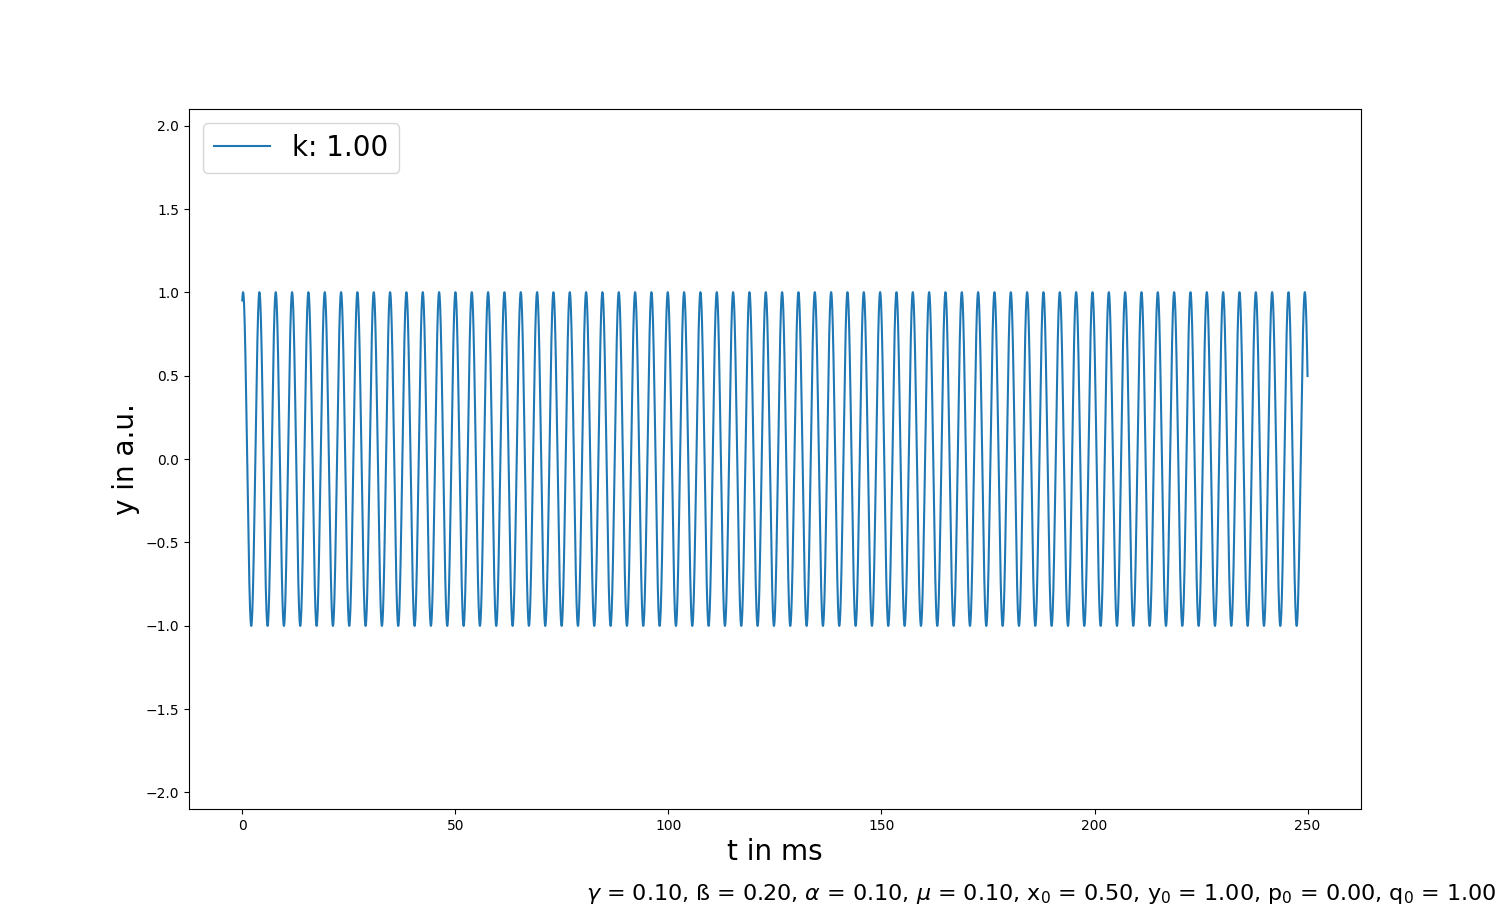 k: 1.00
2.0
1.5
1.0
0.5
0.0
−0.5
−1.0
−1.5
−2.0
y in a.u.
0 50 100 150 200 250
t in ms
γ = 0.10, ß = 0.20, α = 0.10, μ = 0.10, x₀ = 0.50, y₀ = 1.00, p₀ = 0.00, q₀ = 1.00